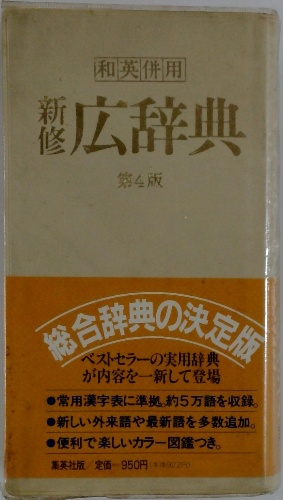 和英併用
新修 広辞典
第4版
総合辞典の決定版
ベストセラーの実用辞典
が内容を一新して登場
●常用漢字表に準拠。約5万語を収録。
●新しい外来語や最新語を多数追加。
●便利で楽しいカラー図鑑つき。
集英社版/定価―950円